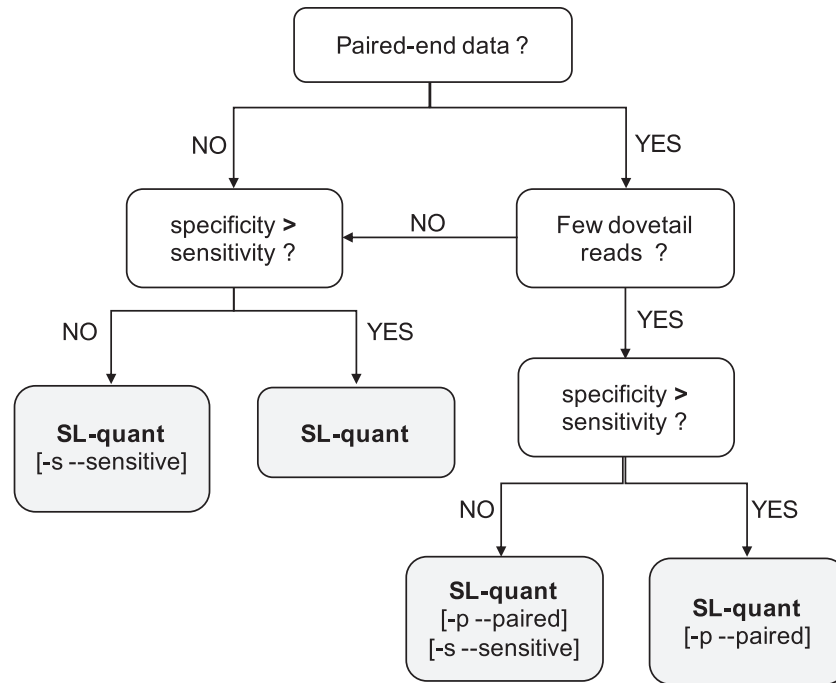 Paired-end data ?
NO
YES
specificity >
sensitivity ?
NO
Few dovetail
reads ?
NO
YES
YES
SL-quant
[-s --sensitive]
SL-quant
specificity >
sensitivity ?
NO
YES
SL-quant
[-p --paired]
[-s --sensitive]
SL-quant
[-p --paired]